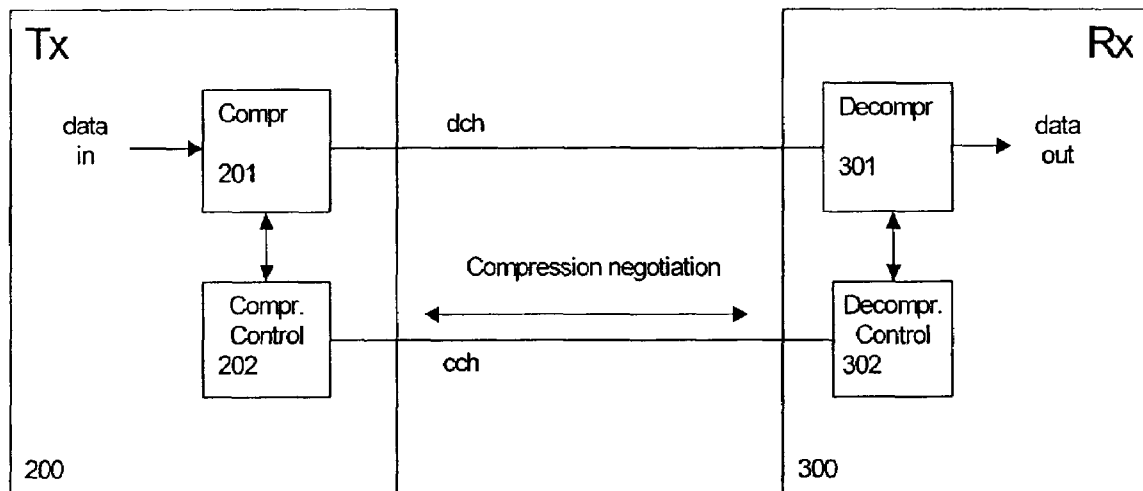 Tx
Rx
data
in
Compr
201
dch
Decompr
301
data
out
Compression negotiation
Compr.
Control
202
cch
Decompr.
Control
302
200
300